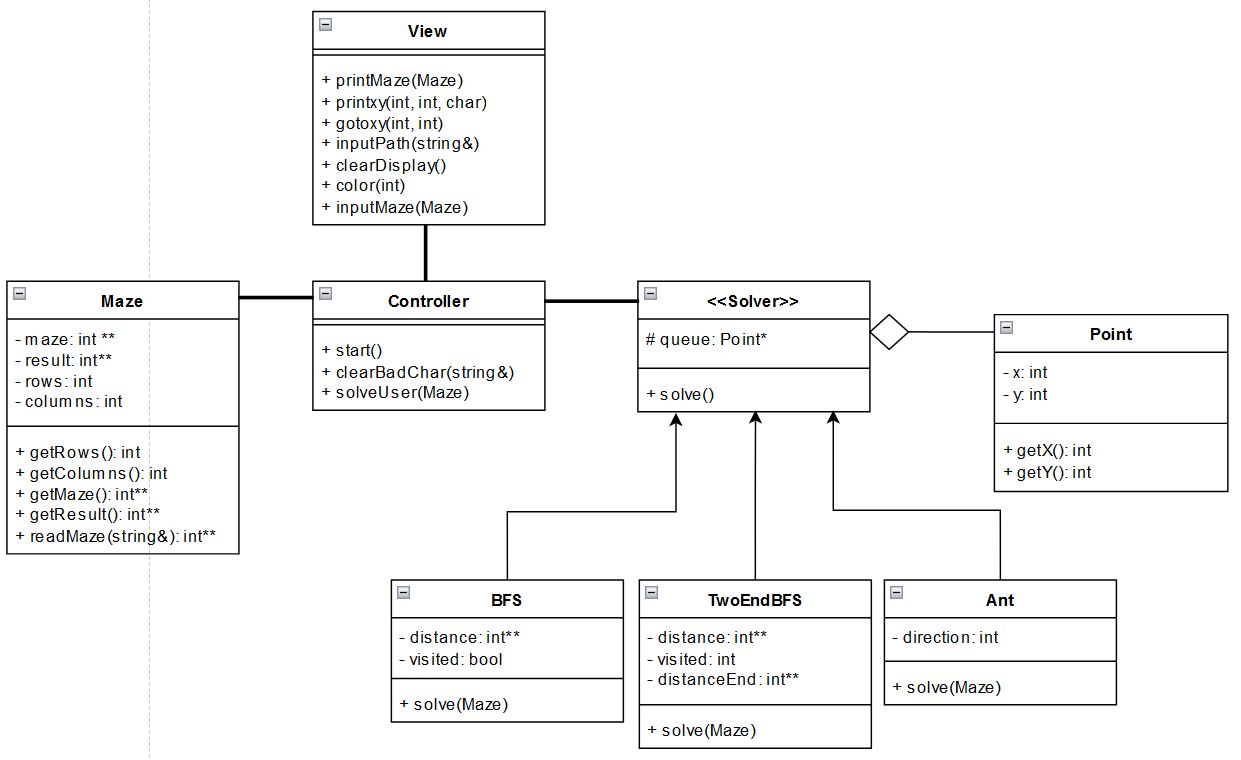 View
+ printMaze(Maze)
+ printxy(int, int, char)
+ gotoxy(int, int)
+ inputPath(string&)
+ clearDisplay()
+ color(int)
+ inputMaze(Maze)
Maze
- maze: int **
- result: int**
- rows: int
- columns: int
+ getRows(): int
+ getColumns(): int
+ getMaze(): int**
+ getResult(): int**
+ readMaze(string&): int**
Controller
+ start()
+ clearBadChar(string&)
+ solveUser(Maze)
<<Solver>>
# queue: Point*
+ solve()
Point
- x: int
- y: int
+ getX(): int
+ getY(): int
BFS
- distance: int**
- visited: bool
+ solve(Maze)
TwoEndBFS
- distance: int**
- visited: int
- distanceEnd: int**
+ solve(Maze)
Ant
- direction: int
+ solve(Maze)